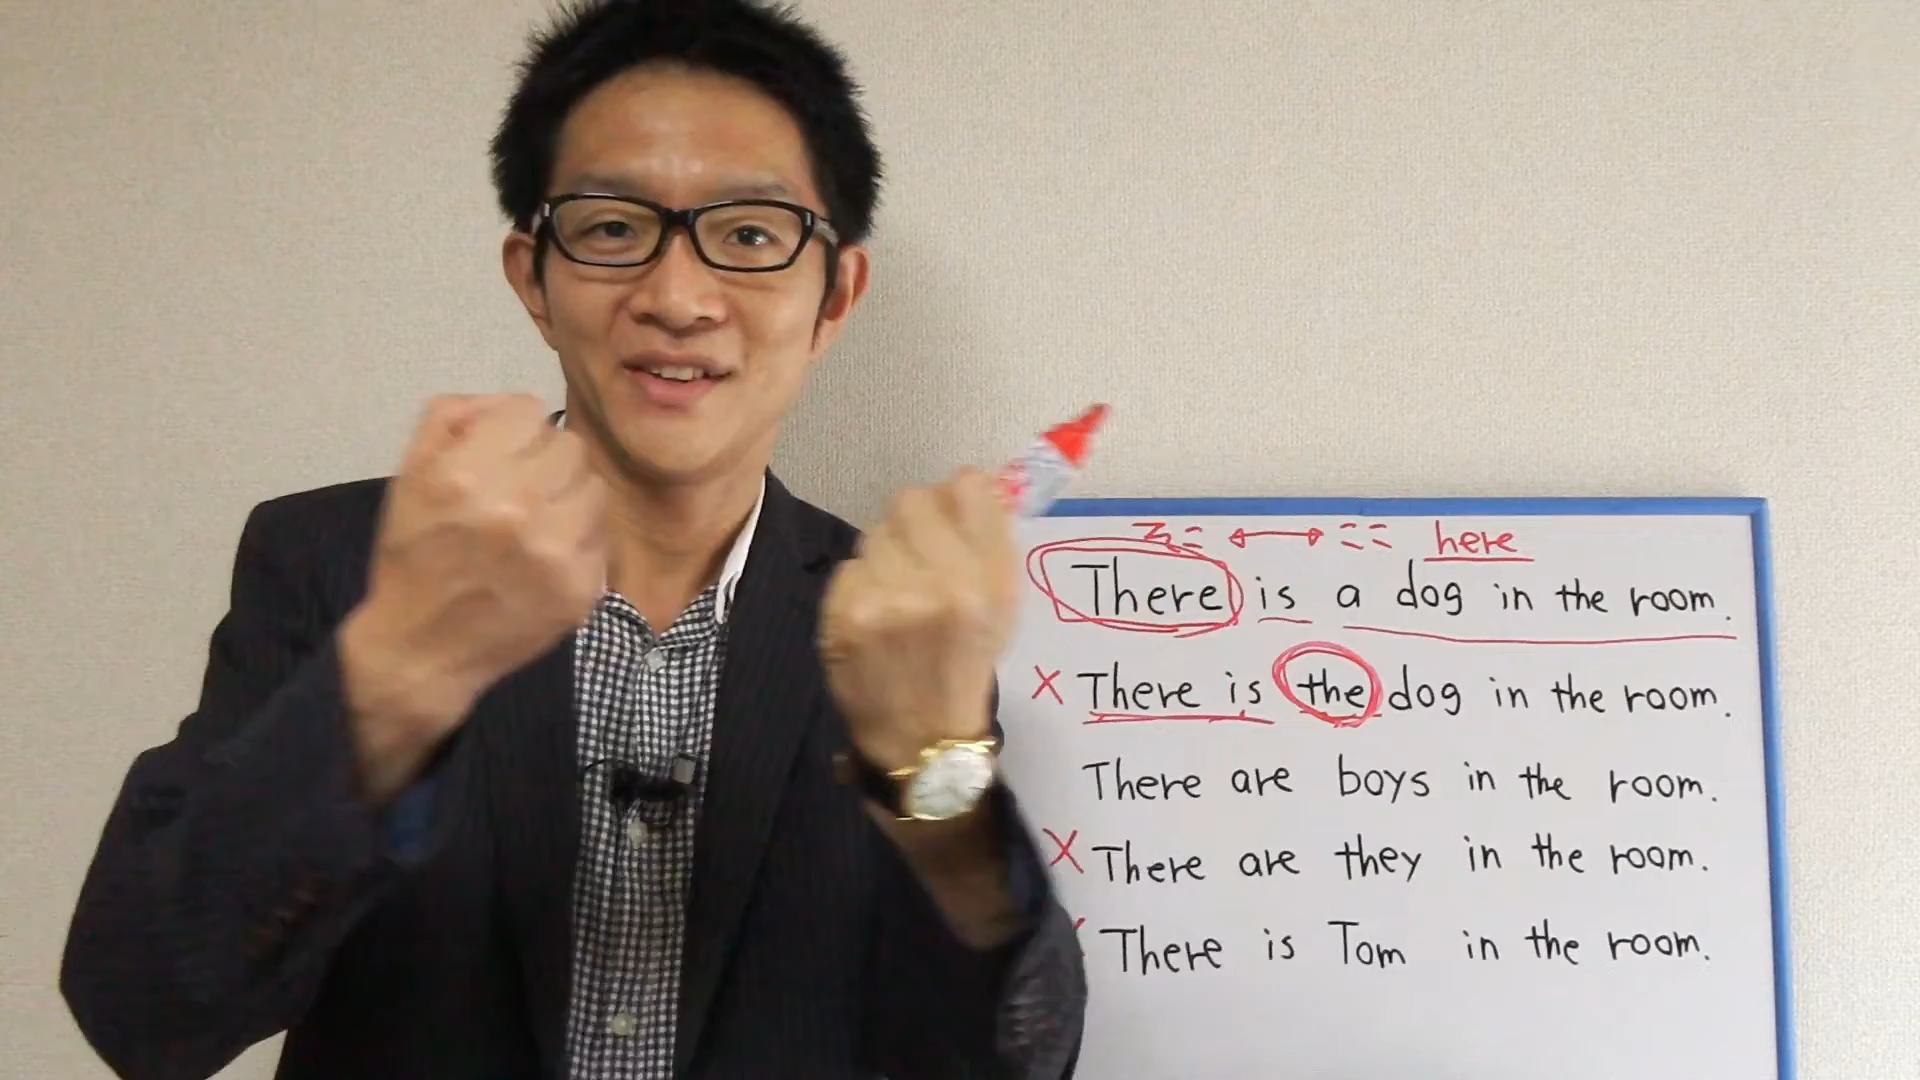 そこ ↔ ここ here
There is a dog in the room.
× There is the dog in the room.
There are boys in the room.
× There are they in the room.
× There is Tom in the room.